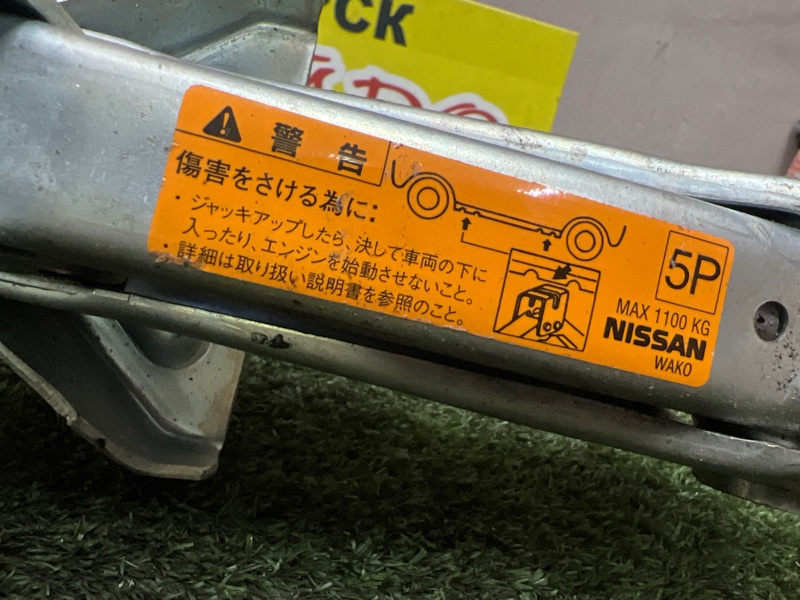 CK
警告
傷害をさける為に:
・ジャッキアップしたら、決して車両の下に
入ったり、エンジンを始動させないこと。
・詳細は取り扱い説明書を参照のこと。
5P
MAX 1100 KG
NISSAN
WAKO